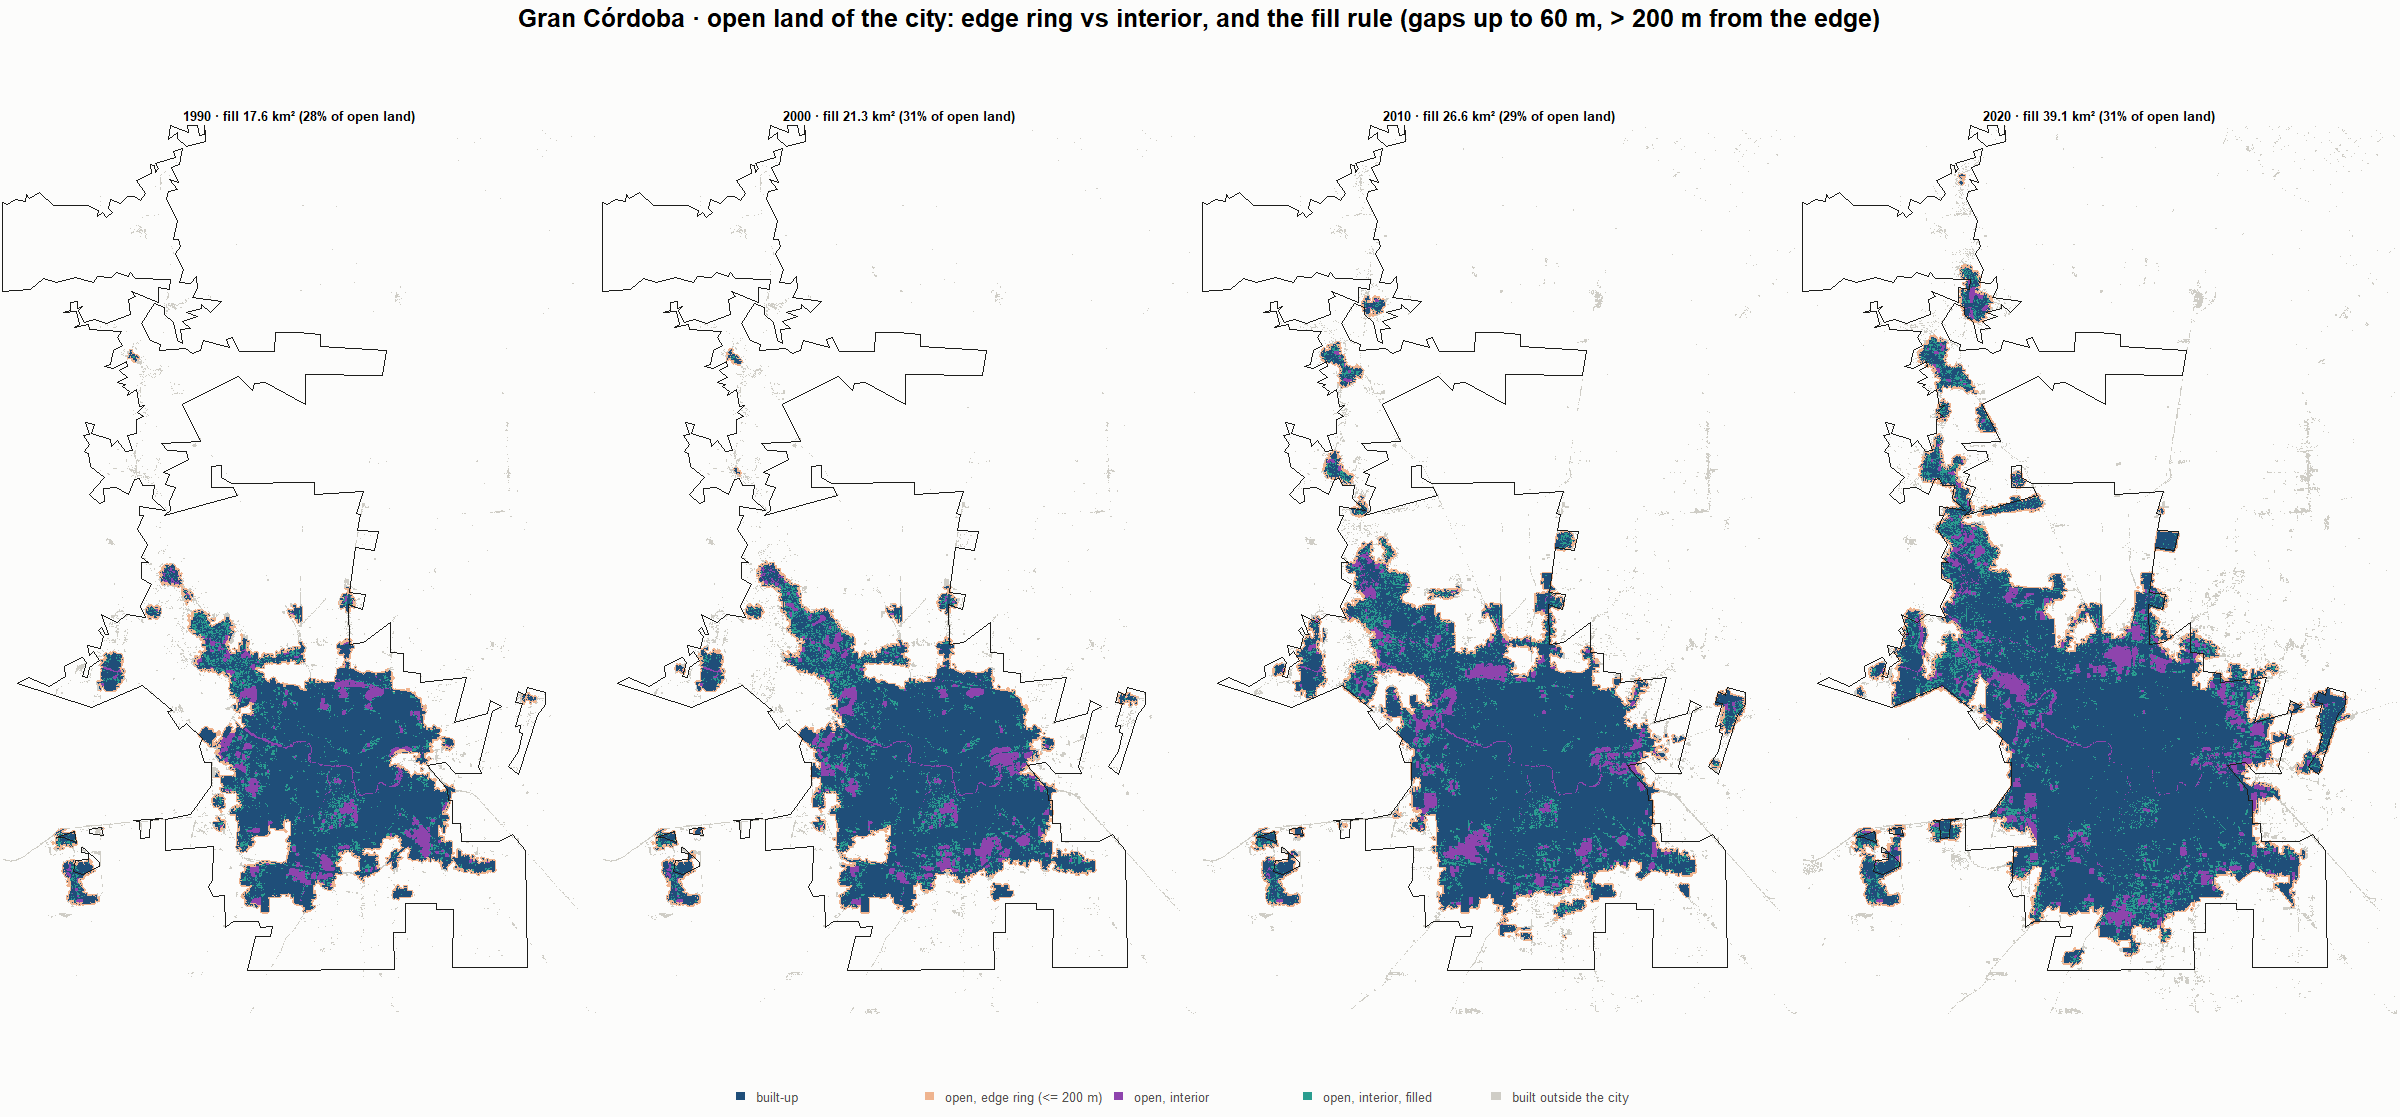 Gran Córdoba · open land of the city: edge ring vs interior, and the fill rule (gaps up to 60 m, > 200 m from the edge)
1990 · fill 17.6 km² (28% of open land)
2000 · fill 21.3 km² (31% of open land)
2010 · fill 26.6 km² (29% of open land)
2020 · fill 39.1 km² (31% of open land)
built-up
open, edge ring (<= 200 m)
open, interior
open, interior, filled
built outside the city